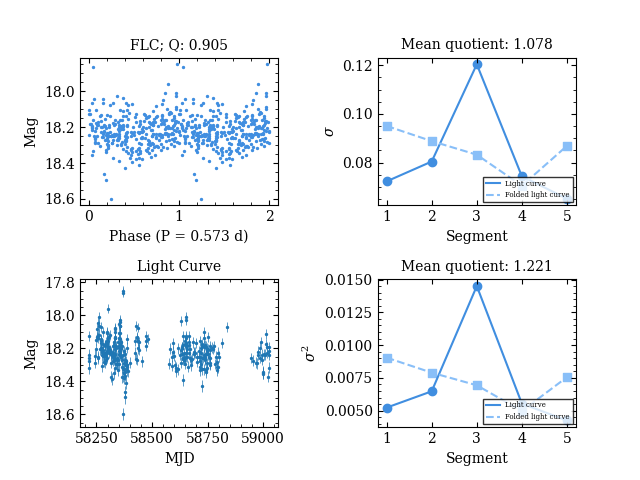 FLC; Q: 0.905
Mag
18.0
18.2
18.4
18.6
0
1
2
Phase (P = 0.573 d)
Mean quotient: 1.078
σ
0.12
0.10
0.08
1
2
3
4
5
Light curve
Folded light curve
Segment
Light Curve
Mag
17.8
18.0
18.2
18.4
18.6
58250
58500
58750
59000
MJD
Mean quotient: 1.221
σ²
0.0150
0.0125
0.0100
0.0075
0.0050
1
2
3
4
5
Light curve
Folded light curve
Segment